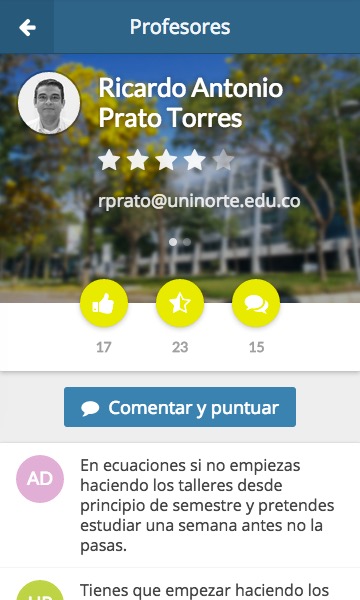 Profesores
Ricardo Antonio
Prato Torres
rprato@uninorte.edu.co
17
23
15
Comentar y puntuar
AD
En ecuaciones si no empiezas
haciendo los talleres desde
principio de semestre y pretendes
estudiar una semana antes no la
pasas.
Tienes que empezar haciendo los